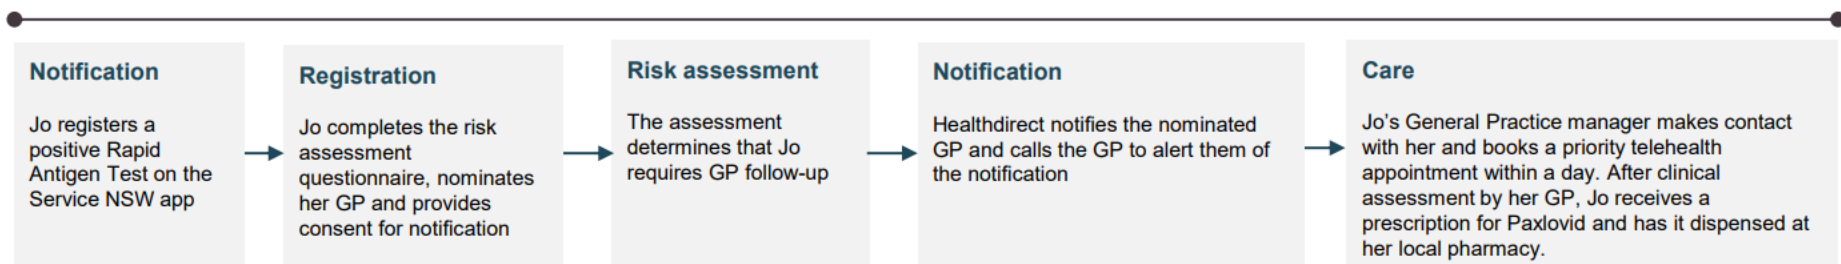 Notification
Jo registers a
positive Rapid
Antigen Test on the
Service NSW app
Registration
Jo completes the risk
assessment
questionnaire, nominates
her GP and provides
consent for notification
Risk assessment
The assessment
determines that Jo
requires GP follow-up
Notification
Healthdirect notifies the nominated
GP and calls the GP to alert them of
the notification
Care
Jo's General Practice manager makes contact
with her and books a priority telehealth
appointment within a day. After clinical
assessment by her GP, Jo receives a
prescription for Paxlovid and has it dispensed at
her local pharmacy.